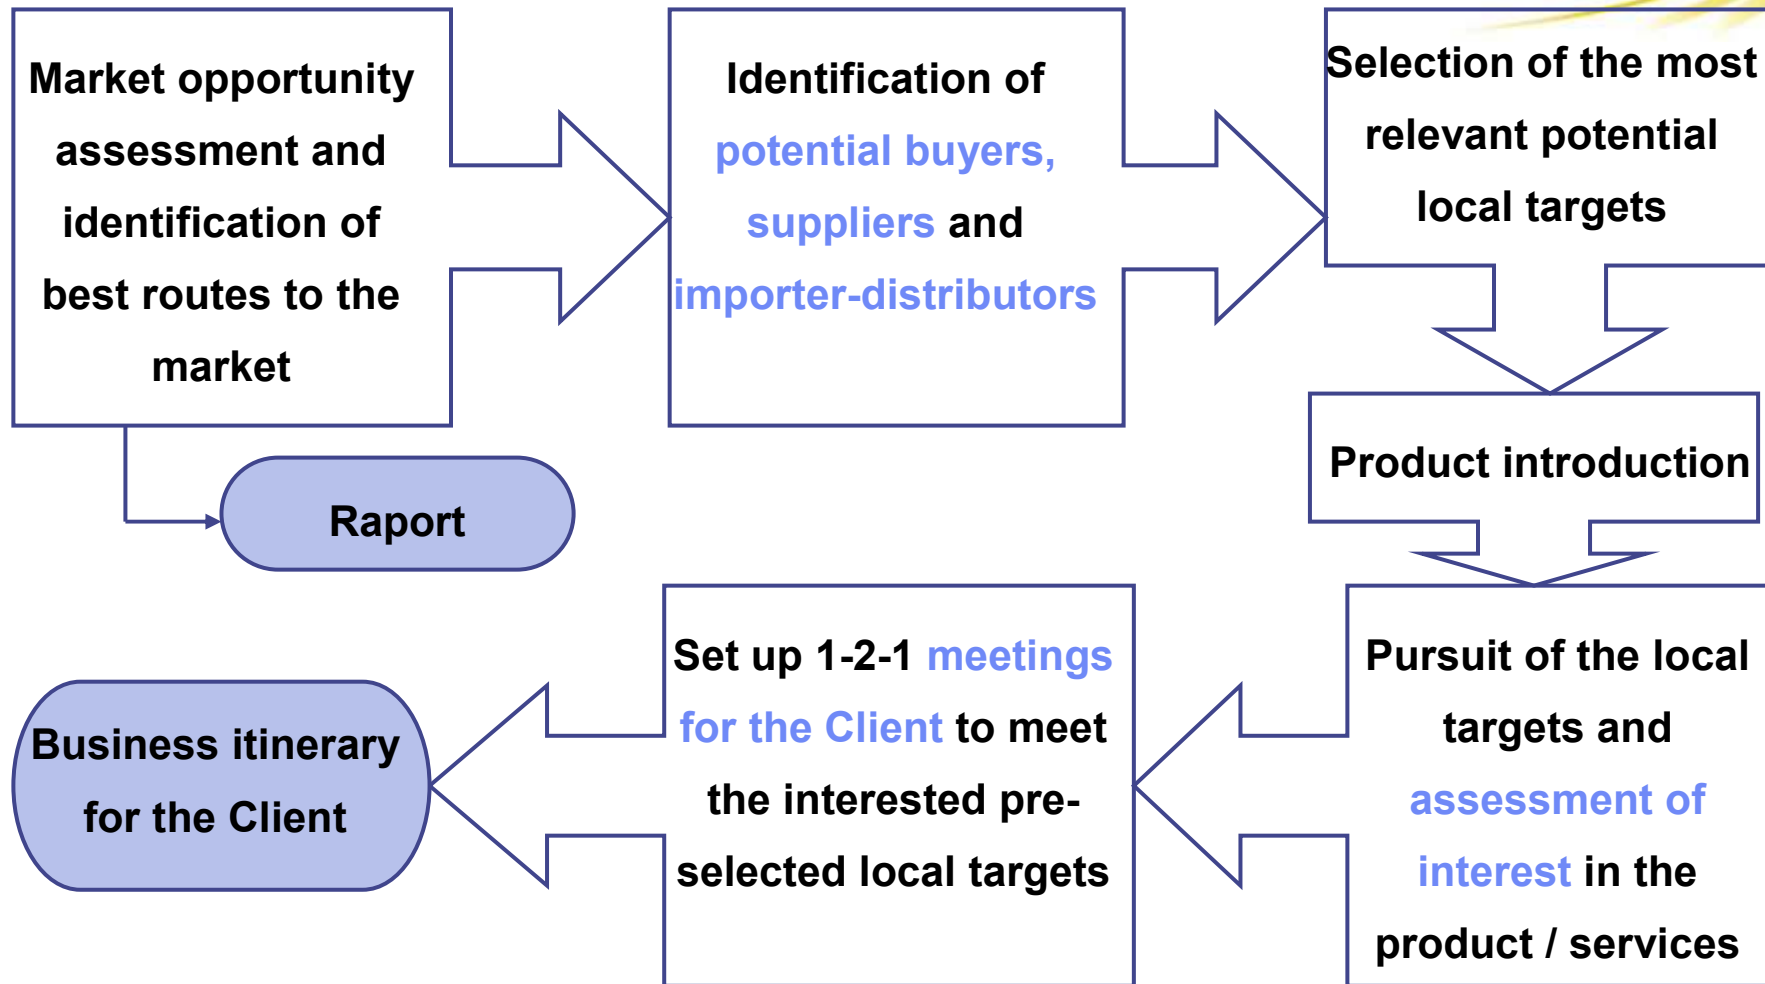 Market opportunity
assessment and
identification of
best routes to the
market
Identification of
potential buyers,
suppliers and
importer-distributors
Selection of the most
relevant potential
local targets
Raport
Product introduction
Pursuit of the local
targets and
assessment of
interest in the
product / services
Set up 1-2-1 meetings
for the Client to meet
the interested pre-
selected local targets
Business itinerary
for the Client